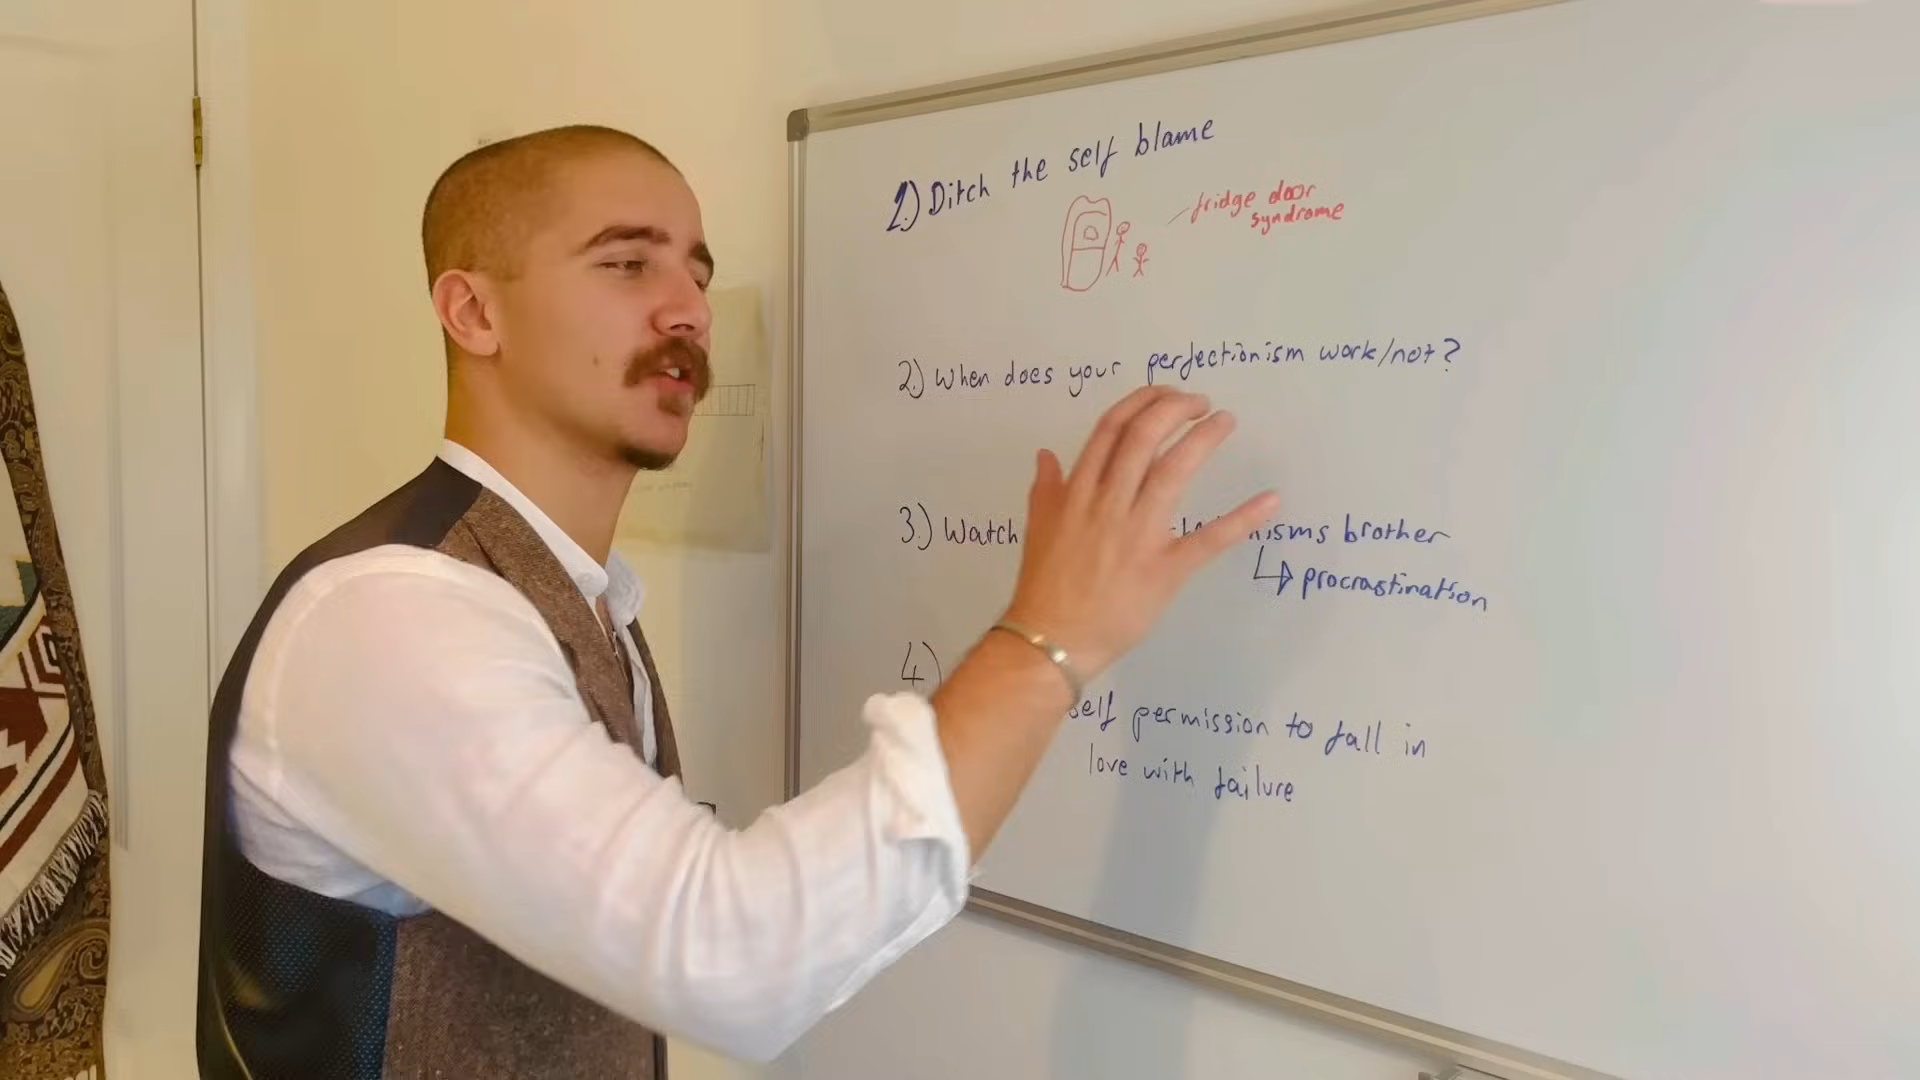 1.) Ditch the self blame
fridge door
syndrome
2.) When does your perfectionism work/not?
3.) Watch brother
procrastination
4.)
self permission to fall in
love with failure